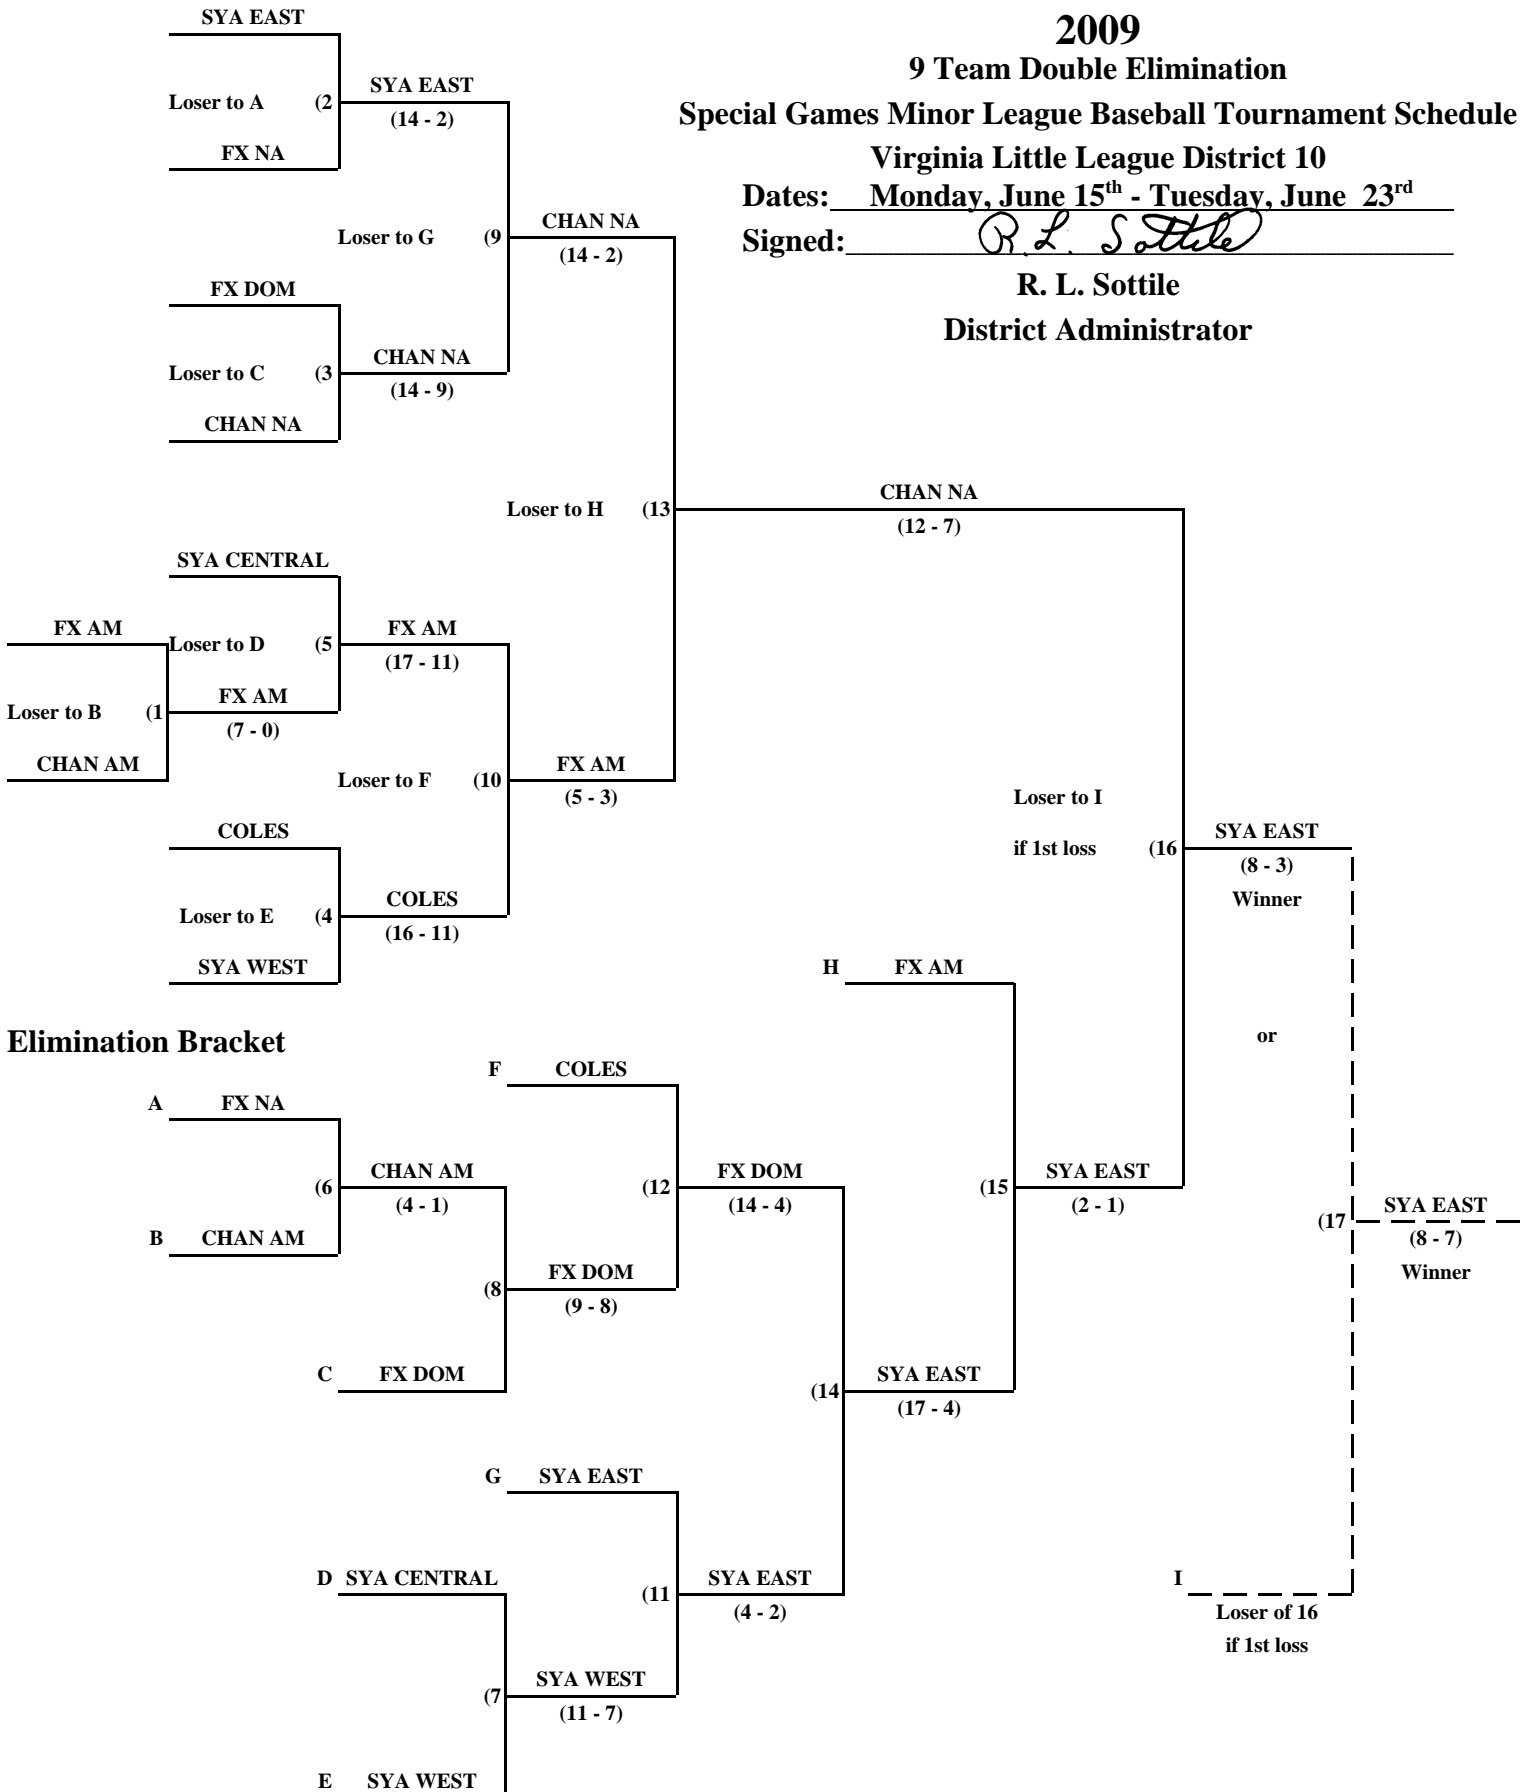 2009
9 Team Double Elimination
Special Games Minor League Baseball Tournament Schedule
Virginia Little League District 10
Dates: Monday, June 15th - Tuesday, June 23rd
Signed: R. L. Sottile
R. L. Sottile
District Administrator
SYA EAST
Loser to A (2
FX NA
SYA EAST
(14 - 2)
Loser to G (9
FX DOM
Loser to C (3
CHAN NA
CHAN NA
(14 - 9)
CHAN NA
(14 - 2)
Loser to H (13
CHAN NA
(12 - 7)
SYA CENTRAL
FX AM
Loser to B (1
CHAN AM
Loser to D (5
FX AM
(7 - 0)
FX AM
(17 - 11)
Loser to F (10
FX AM
(5 - 3)
COLES
Loser to E (4
SYA WEST
COLES
(16 - 11)
Loser to I
if 1st loss (16
SYA EAST
(8 - 3)
Winner
or
Elimination Bracket
A FX NA
(6
B CHAN AM
CHAN AM
(4 - 1)
(8
C FX DOM
FX DOM
(9 - 8)
F COLES
(12
FX DOM
(14 - 4)
H FX AM
(15
SYA EAST
(2 - 1)
(14
SYA EAST
(17 - 4)
G SYA EAST
(11
SYA EAST
(4 - 2)
D SYA CENTRAL
(7
SYA WEST
(11 - 7)
E SYA WEST
(17
SYA EAST
(8 - 7)
Winner
I
Loser of 16
if 1st loss